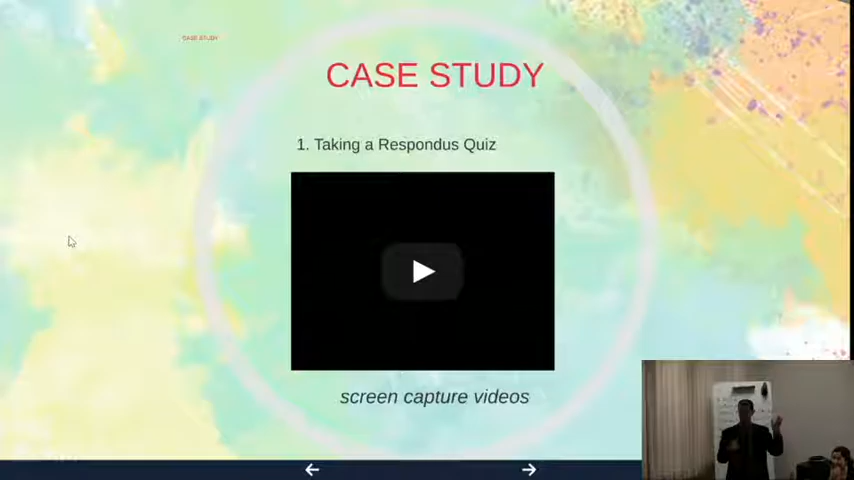 CASE STUDY
CASE STUDY
1. Taking a Respondus Quiz
screen capture videos